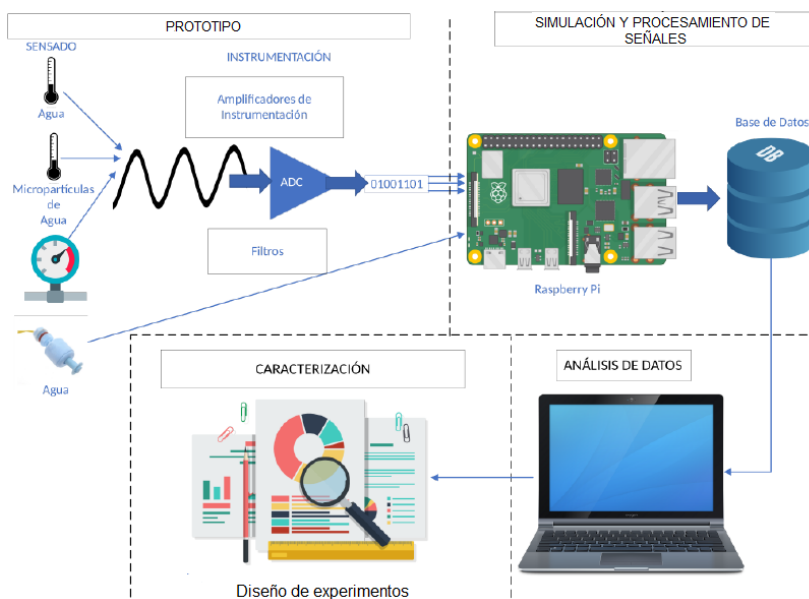 PROTOTIPO
SIMULACIÓN Y PROCESAMIENTO DE
SEÑALES
SENSADO
INSTRUMENTACIÓN
Agua
Amplificadores de
Instrumentación
Base de Datos
DB
Micropartículas
de
Agua
ADC
01001101
Filtros
Raspberry Pi
Agua
CARACTERIZACIÓN
ANÁLISIS DE DATOS
Diseño de experimentos